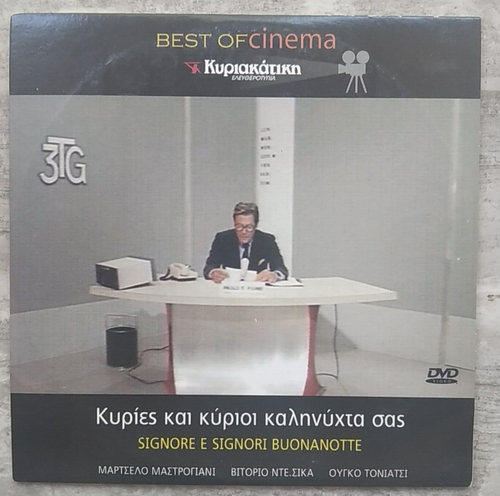 BEST OF cinema
Κυριακάτικη
ΕΛΕΥΘΕΡΟΤΥΠΙΑ
3TG
DVD
VIDEO
Κυρίες και κύριοι καληνύχτα σας
SIGNORE E SIGNORI BUONANOTTE
ΜΑΡΤΣΕΛΟ ΜΑΣΤΡΟΓΙΑΝΙ ΒΙΤΟΡΙΟ ΝΤΕ.ΣΙΚΑ ΟΥΓΚΟ ΤΟΝΙΑΤΣΙ